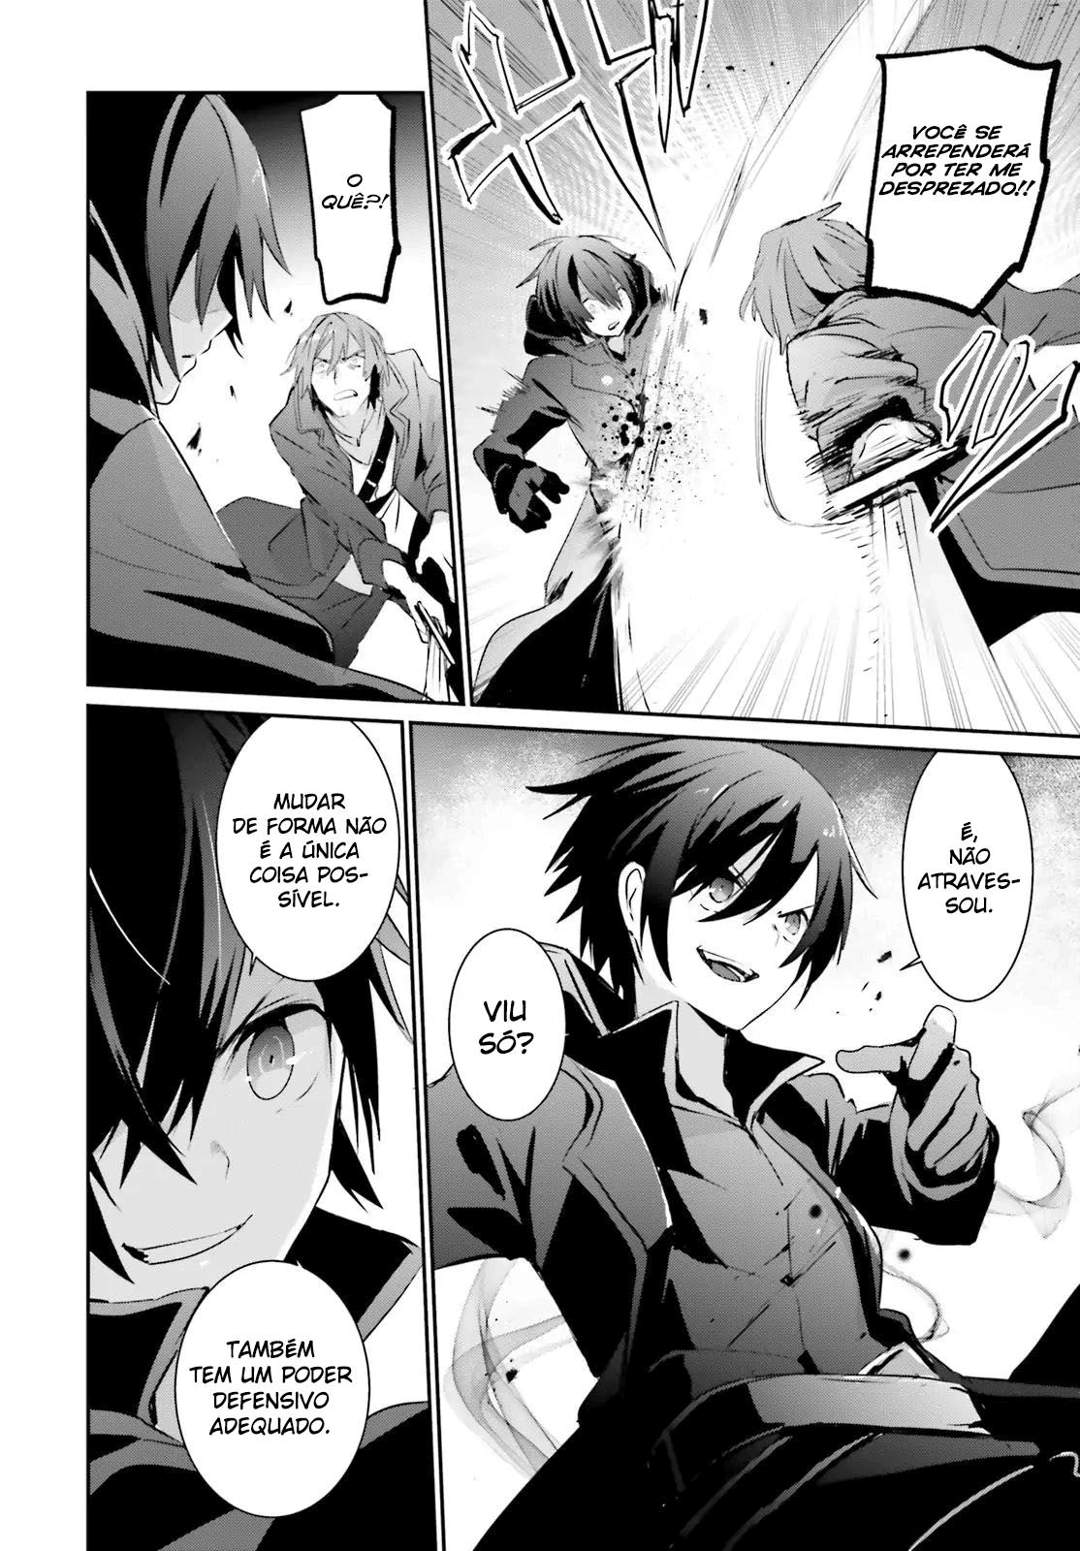 VOCÊ SE
ARREPENDERÁ
POR TER ME
DESPREZADO!!
O
QUÊ?!
É,
NÃO
ATRAVES-
SOU.
VIU
SÓ?
MUDAR
DE FORMA NÃO
É A ÚNICA
COISA POS-
SÍVEL.
TAMBÉM
TEM UM PODER
DEFENSIVO
ADEQUADO.